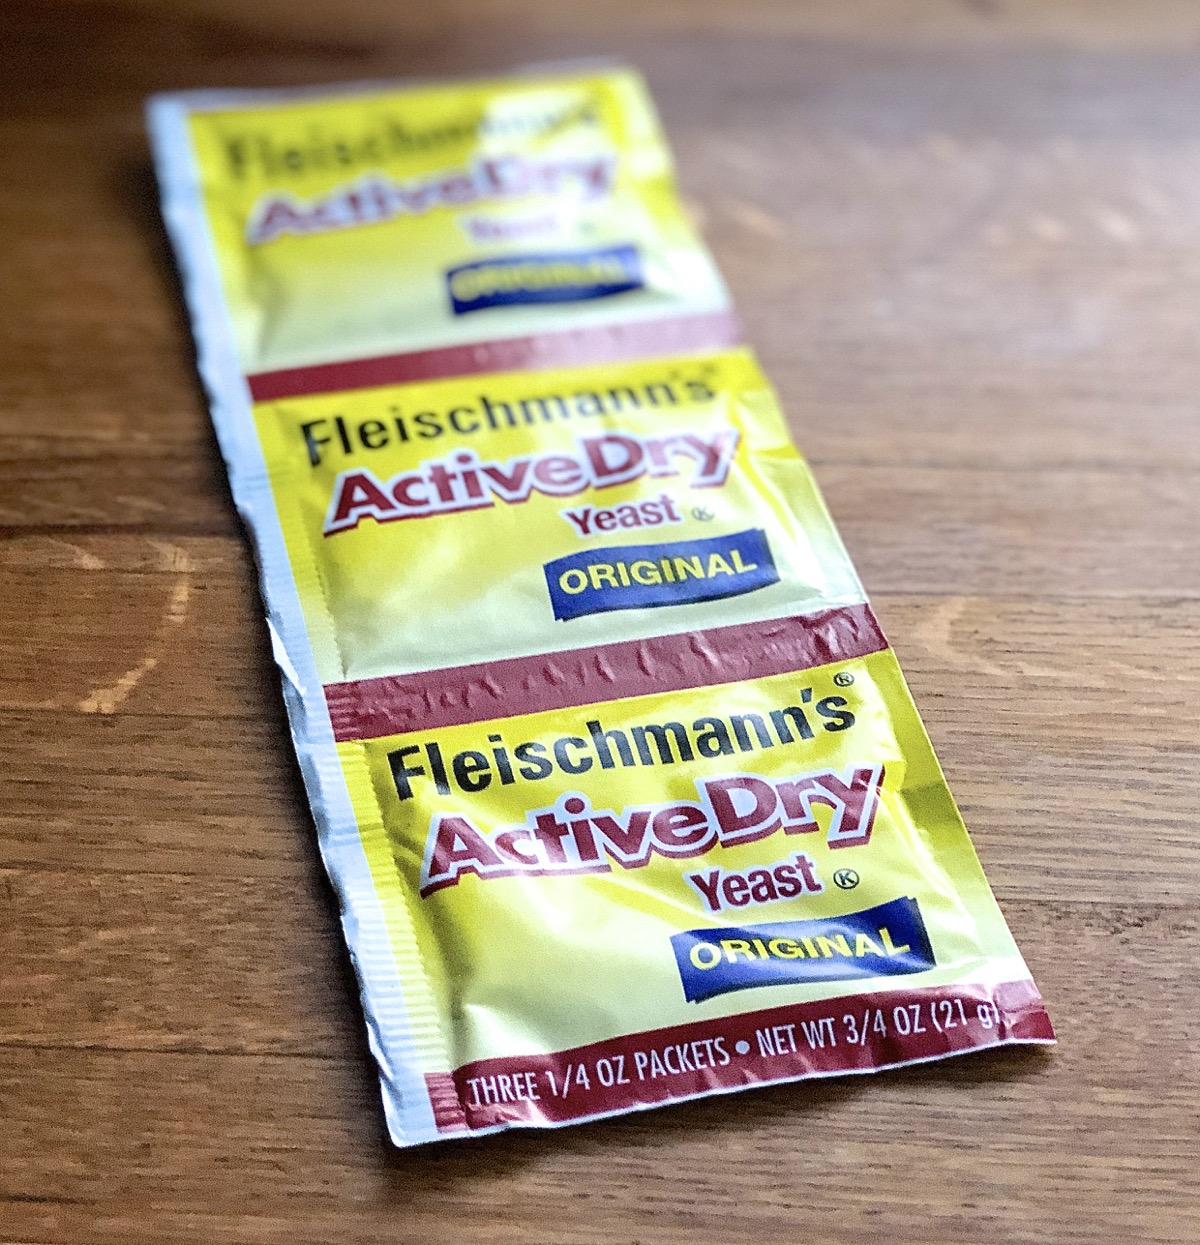 Fleischmann's
ActiveDry
Yeast
ORIGINAL
Fleischmann's
ActiveDry
Yeast Ⓚ
ORIGINAL
Fleischmann's®
ActiveDry
Yeast Ⓚ
ORIGINAL
THREE 1/4 OZ PACKETS • NET WT 3/4 OZ (21 g)